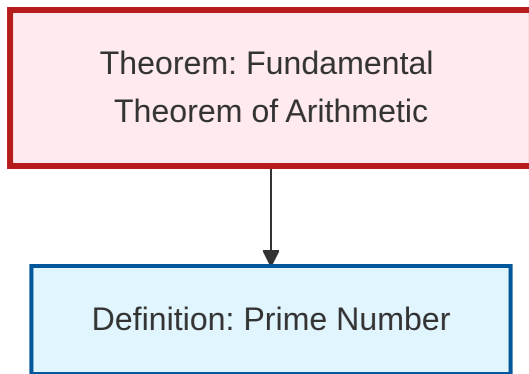 Theorem: Fundamental
Theorem of Arithmetic
Definition: Prime Number